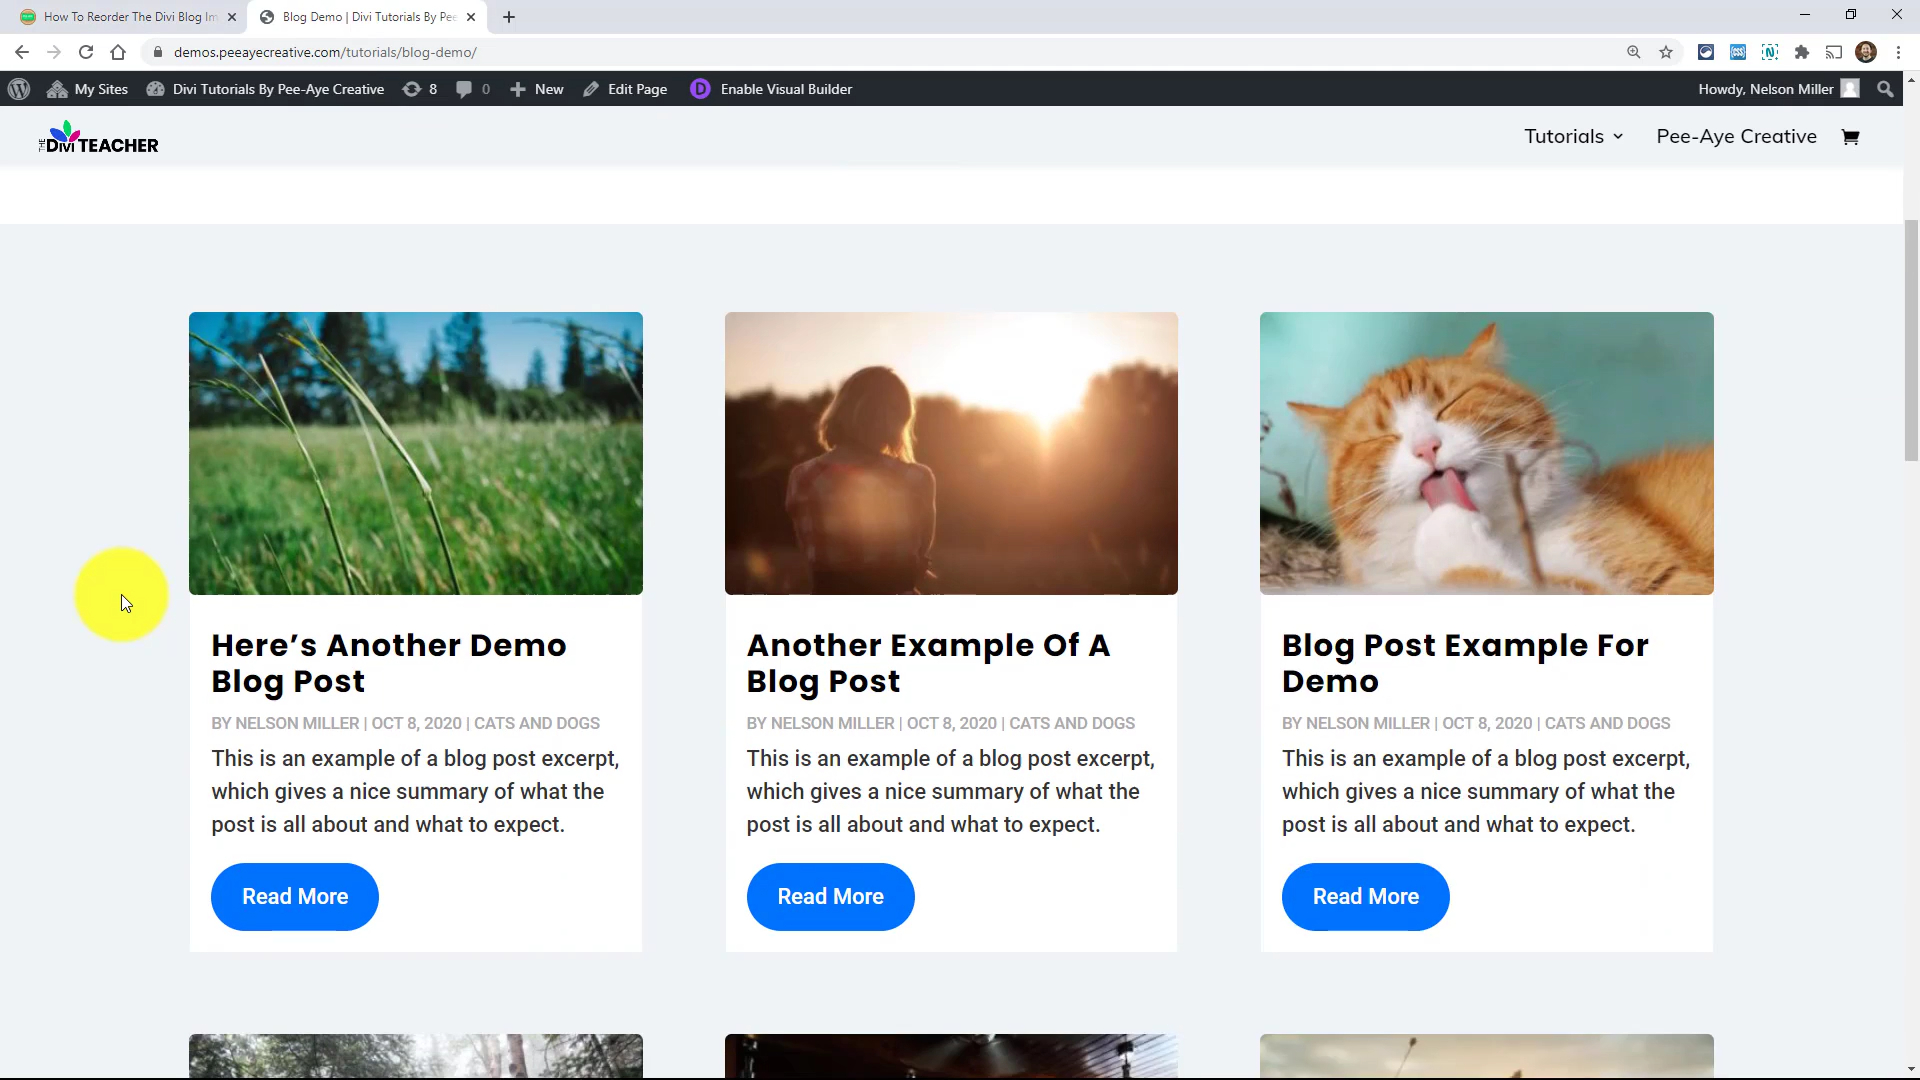 How To Reorder The Divi Blog Im
Blog Demo | Divi Tutorials By Pee
demos.peeayecreative.com/tutorials/blog-demo/
My Sites
Divi Tutorials By Pee-Aye Creative
8
0
New
Edit Page
D
Enable Visual Builder
Howdy, Nelson Miller
THE DIVI TEACHER
Tutorials
Pee-Aye Creative
Here’s Another Demo
Blog Post
BY NELSON MILLER | OCT 8, 2020 | CATS AND DOGS
This is an example of a blog post excerpt,
which gives a nice summary of what the
post is all about and what to expect.
Read More
Another Example Of A
Blog Post
BY NELSON MILLER | OCT 8, 2020 | CATS AND DOGS
This is an example of a blog post excerpt,
which gives a nice summary of what the
post is all about and what to expect.
Read More
Blog Post Example For
Demo
BY NELSON MILLER | OCT 8, 2020 | CATS AND DOGS
This is an example of a blog post excerpt,
which gives a nice summary of what the
post is all about and what to expect.
Read More